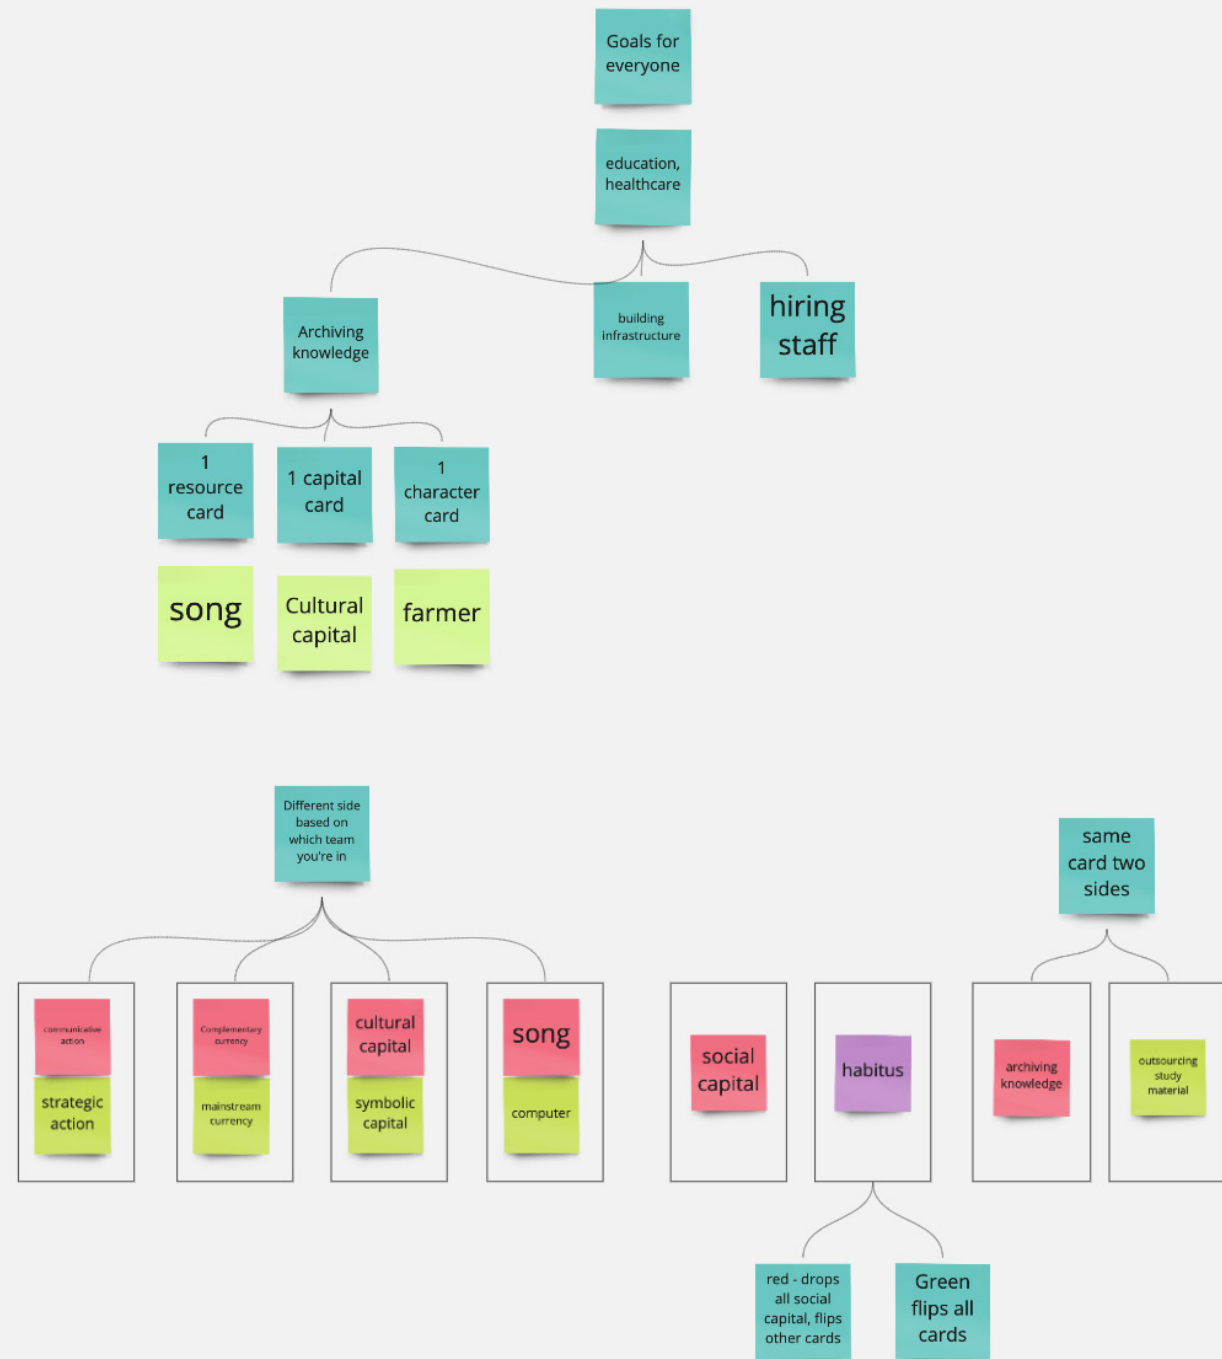 Goals for
everyone
education,
healthcare
Archiving
knowledge
building
infrastructure
hiring
staff
1
resource
card
1 capital
card
1
character
card
song
Cultural
capital
farmer
Different side
based on
which team
you're in
same
card two
sides
communicative
action
strategic
action
Complementary
currency
mainstream
currency
cultural
capital
symbolic
capital
song
computer
social
capital
habitus
archiving
knowledge
outsourcing
study
material
red - drops
all social
capital, flips
other cards
Green
flips all
cards